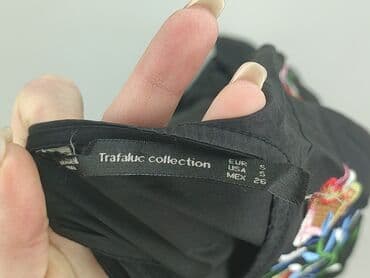 Trafaluc collection
EUR S
USA S
MEX 26